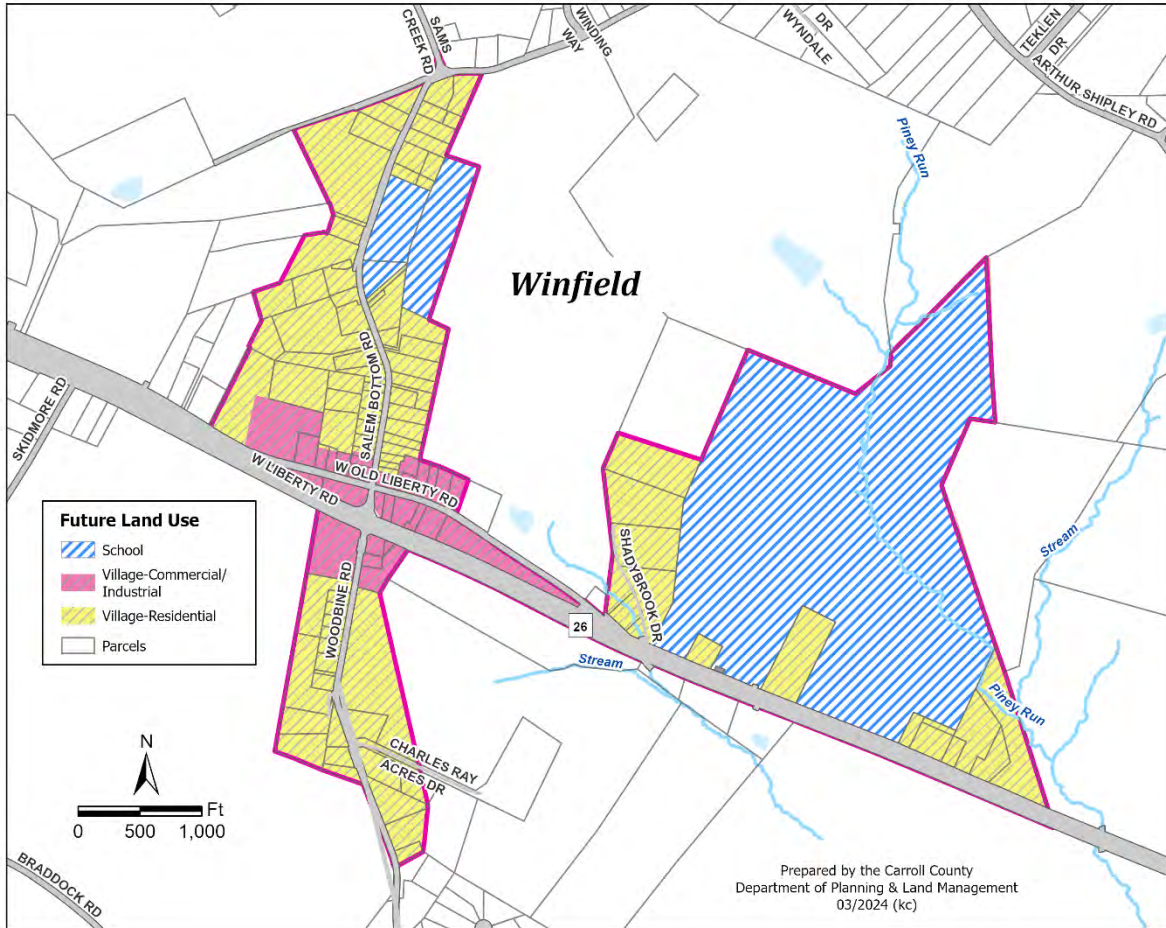 SAMS
CREEK RD
WINDING
WAY
WYNDALE
DR
TEKLEN
DR
ARTHUR SHIPLEY RD
Piney Run
Winfield
SALEM BOTTOM RD
SKIDMORE RD
W LIBERTY RD
W OLD LIBERTY RD
WOODBINE RD
SHADYBROOK DR
26
Stream
Stream
Piney Run
CHARLES RAY
ACRES DR
BRADDOCK RD
Future Land Use
School
Village-Commercial/
Industrial
Village-Residential
Parcels
N
Ft
0 500 1,000
Prepared by the Carroll County
Department of Planning & Land Management
03/2024 (kc)